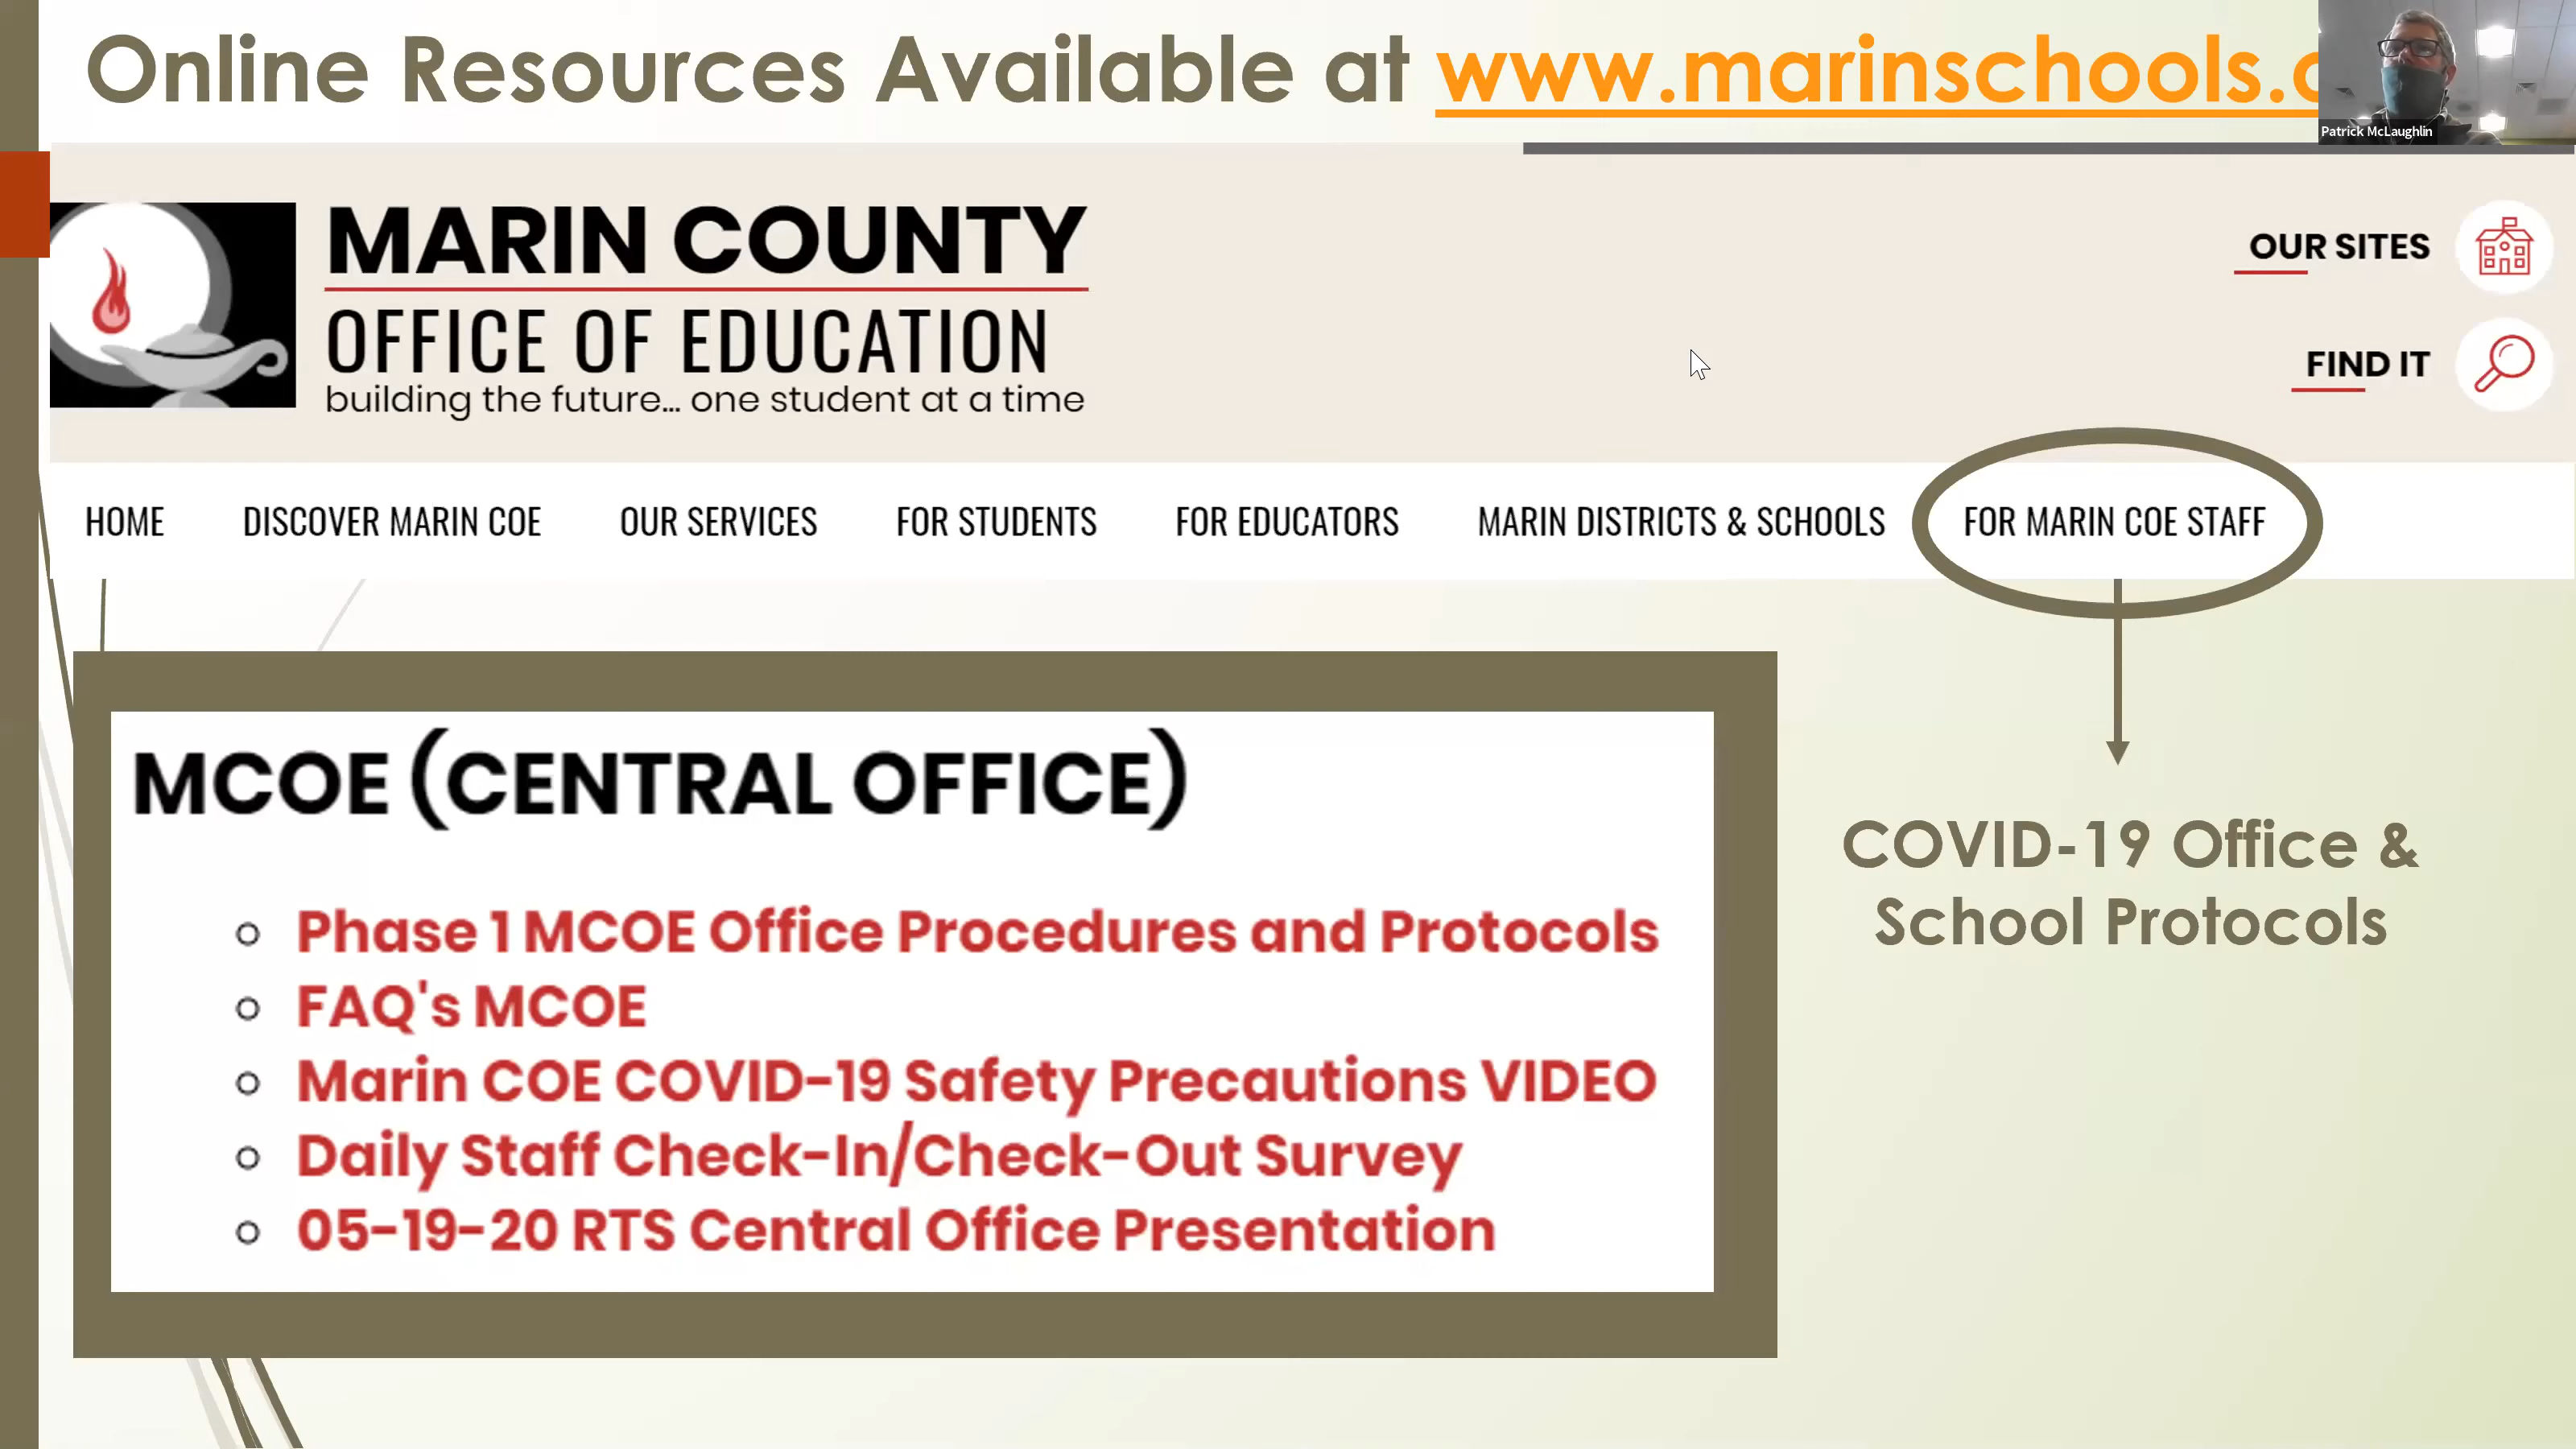 Online Resources Available at www.marinschools.
Patrick McLaughlin
MARIN COUNTY
OFFICE OF EDUCATION
building the future... one student at a time
OUR SITES
FIND IT
HOME DISCOVER MARIN COE OUR SERVICES FOR STUDENTS FOR EDUCATORS MARIN DISTRICTS & SCHOOLS FOR MARIN COE STAFF
MCOE (CENTRAL OFFICE)
Phase 1 MCOE Office Procedures and Protocols
FAQ's MCOE
Marin COE COVID-19 Safety Precautions VIDEO
Daily Staff Check-In/Check-Out Survey
05-19-20 RTS Central Office Presentation
COVID-19 Office &
School Protocols